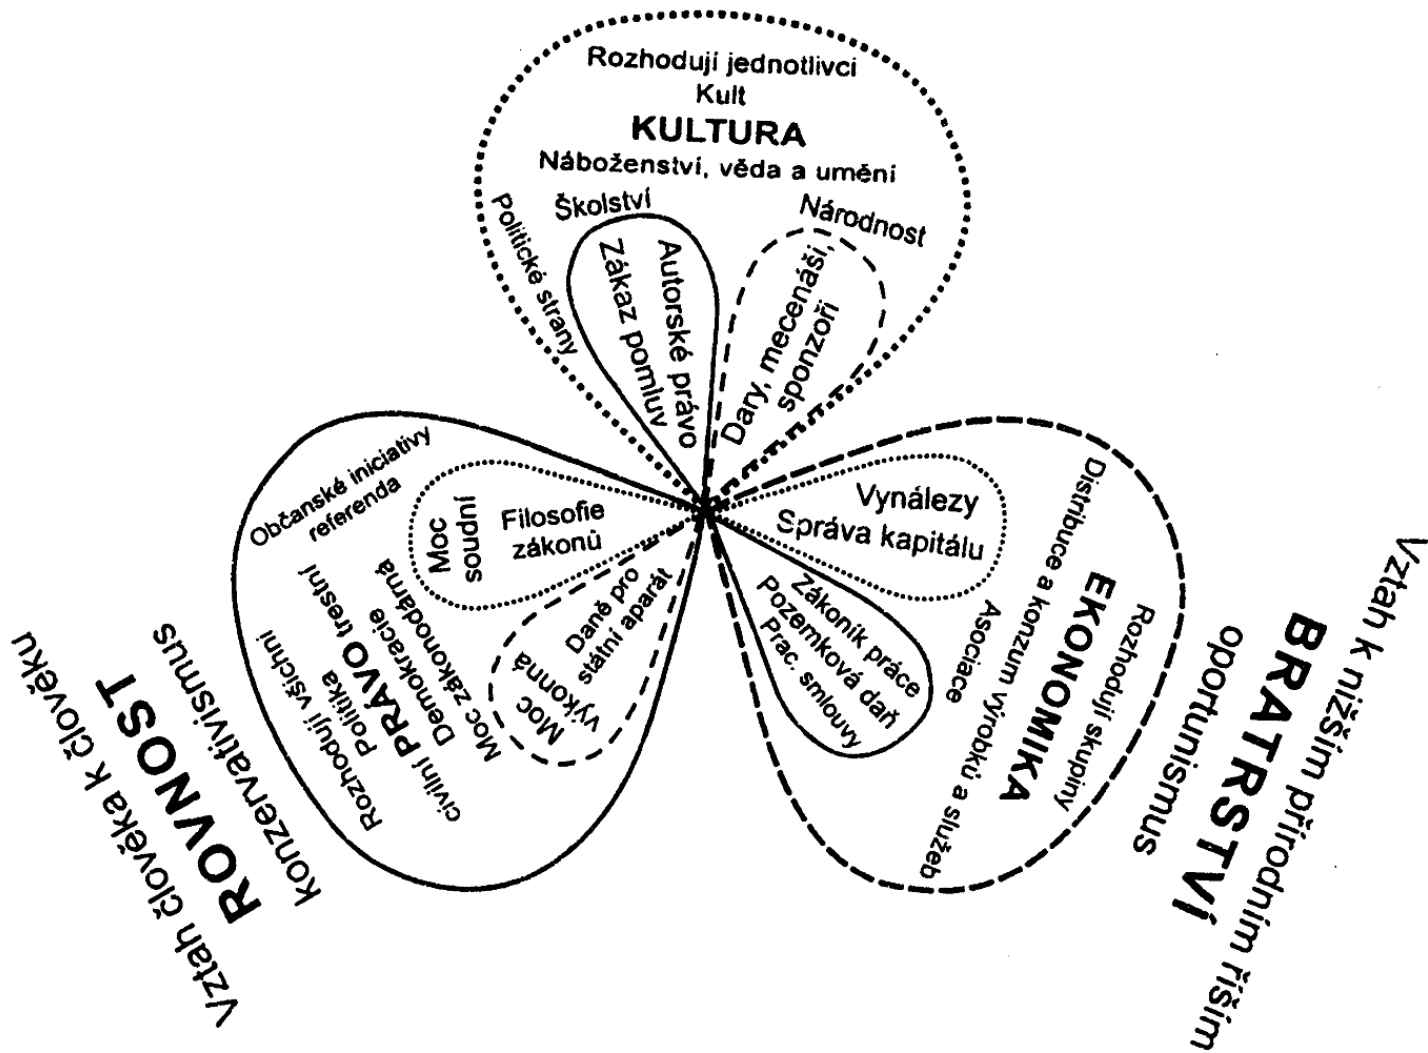 Rozhodují jednotlivci
Kult
KULTURA
Náboženství, věda a umění
Školství
Národnost
Politické strany
Zákaz pomluv
Autorské právo
Dary, mecenáši,
sponzoři
Občanské iniciativy
referenda
Moc
soudní
Filosofie
zákonů
Daně pro
státní aparát
Moc
výkonná
Moc zákonodárná
Demokracie
civilní PRÁVO trestní
Politika
Rozhodují všichni
konzervativismus
ROVNOST
Vztah člověka k člověku
Vynálezy
Správa kapitálu
Zákoník práce
Pozemková daň
Prac. smlouvy
Asociace
Distribuce a konzum výrobků a služeb
EKONOMIKA
Rozhodují skupiny
oportunismus
BRATRSTVÍ
Vztah k nižším přírodním říším